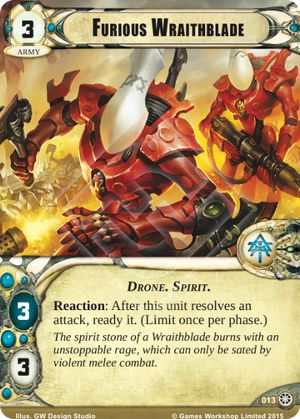 3
ARMY
FURIOUS WRAITHBLADE
DRONE. SPIRIT.
Reaction: After this unit resolves an
attack, ready it. (Limit once per phase.)
The spirit stone of a Wraithblade burns with an
unstoppable rage, which can only be sated by
violent melee combat.
3
3
013
Illus. GW Design Studio
© Games Workshop Limited 2015